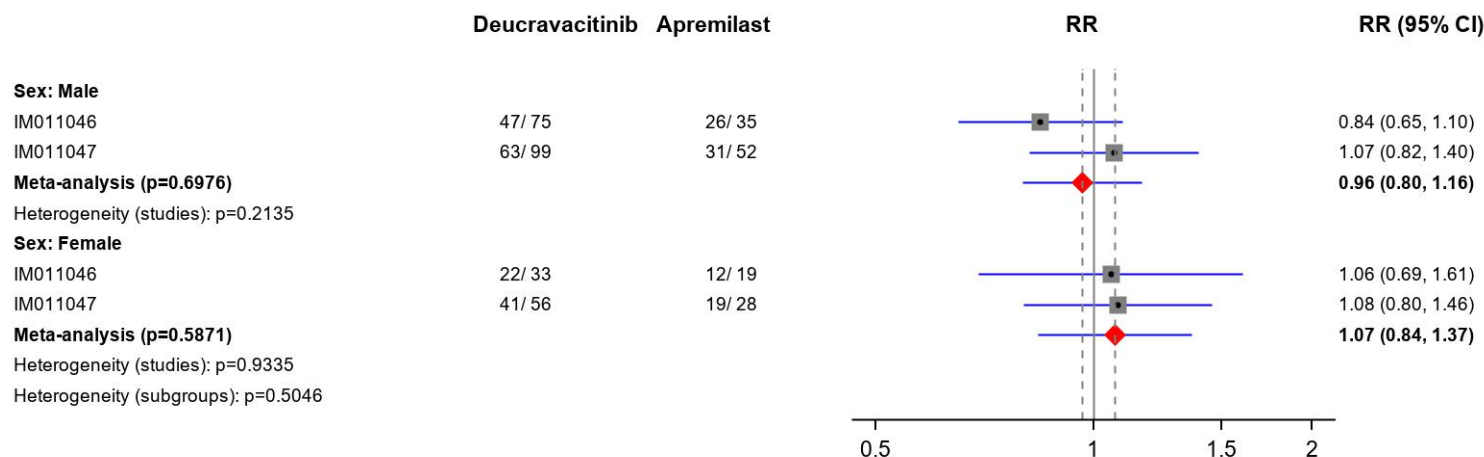 Deucravacitinib Apremilast RR RR (95% CI)
Sex: Male
IM011046 47/ 75 26/ 35 0.84 (0.65, 1.10)
IM011047 63/ 99 31/ 52 1.07 (0.82, 1.40)
Meta-analysis (p=0.6976) 0.96 (0.80, 1.16)
Heterogeneity (studies): p=0.2135
Sex: Female
IM011046 22/ 33 12/ 19 1.06 (0.69, 1.61)
IM011047 41/ 56 19/ 28 1.08 (0.80, 1.46)
Meta-analysis (p=0.5871) 1.07 (0.84, 1.37)
Heterogeneity (studies): p=0.9335
Heterogeneity (subgroups): p=0.5046
0.5 1 1.5 2